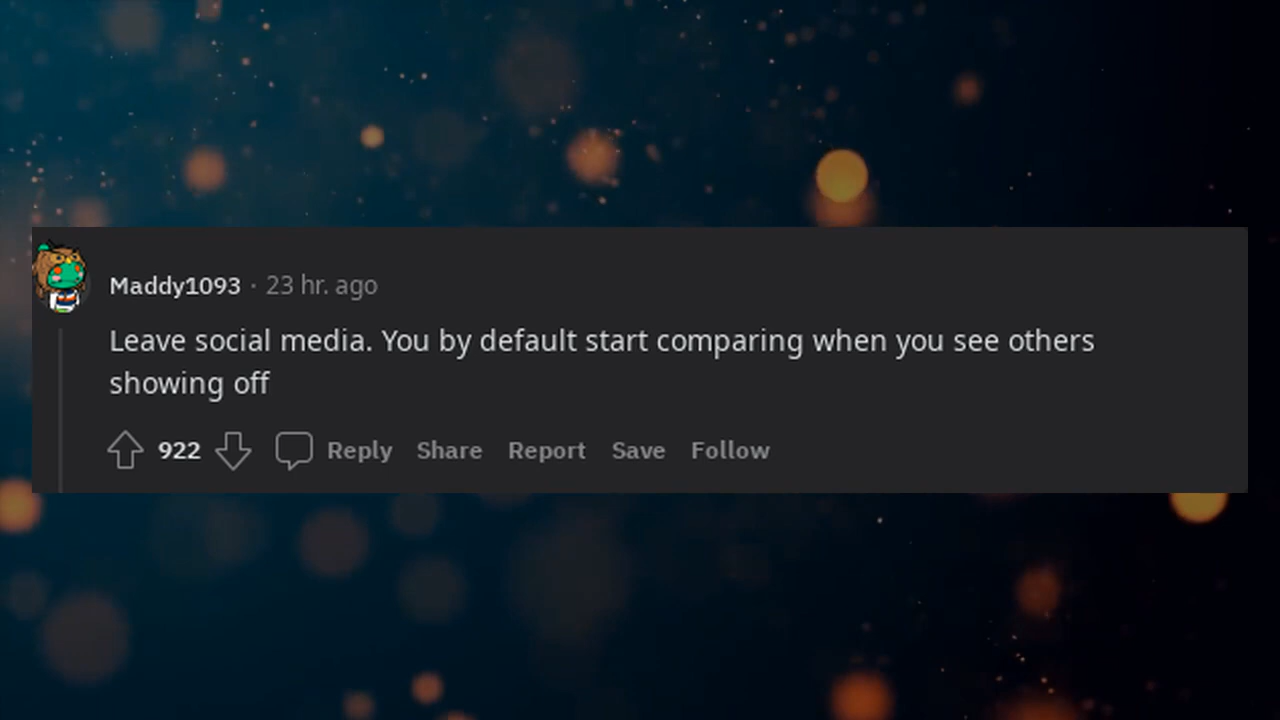 Maddy1093 · 23 hr. ago
Leave social media. You by default start comparing when you see others
showing off
922 Reply Share Report Save Follow